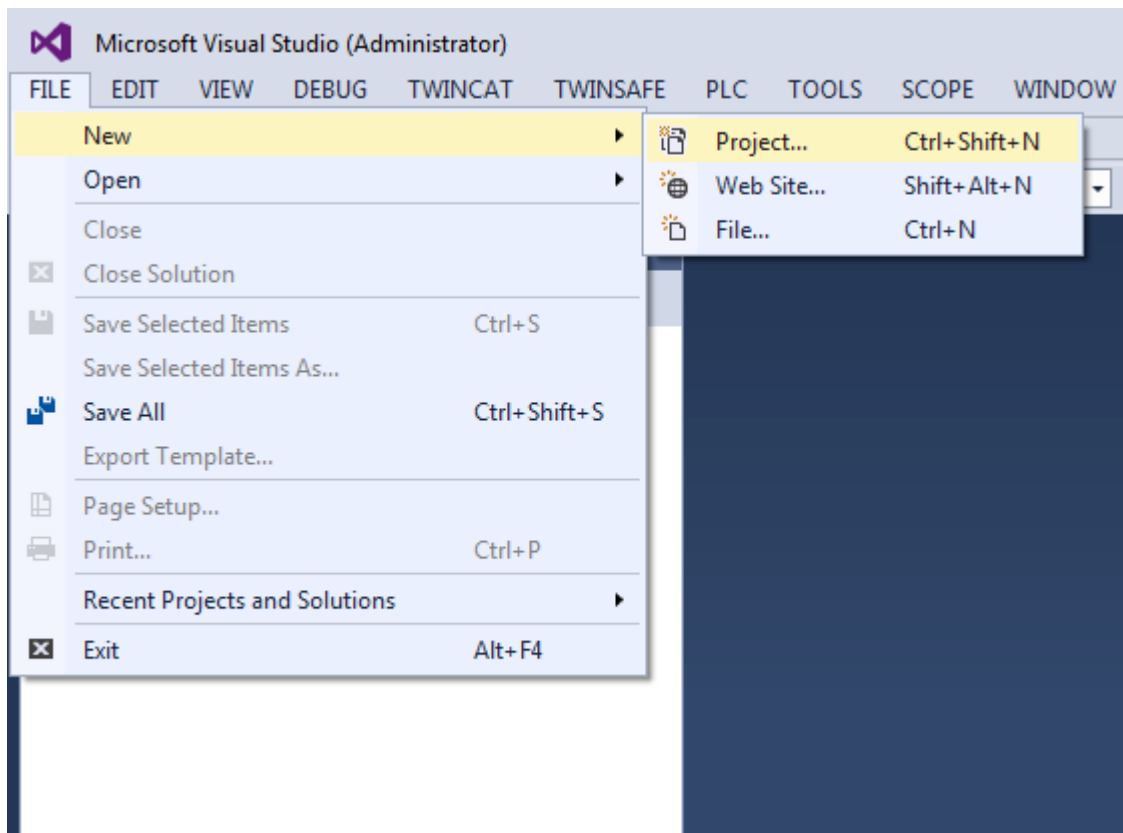 Microsoft Visual Studio (Administrator)
FILE EDIT VIEW DEBUG TWINCAT TWINSAFE PLC TOOLS SCOPE WINDOW
New
Project... Ctrl+Shift+N
Open
Web Site... Shift+Alt+N
File... Ctrl+N
Close
Close Solution
Save Selected Items Ctrl+S
Save Selected Items As...
Save All Ctrl+Shift+S
Export Template...
Page Setup...
Print... Ctrl+P
Recent Projects and Solutions
Exit Alt+F4